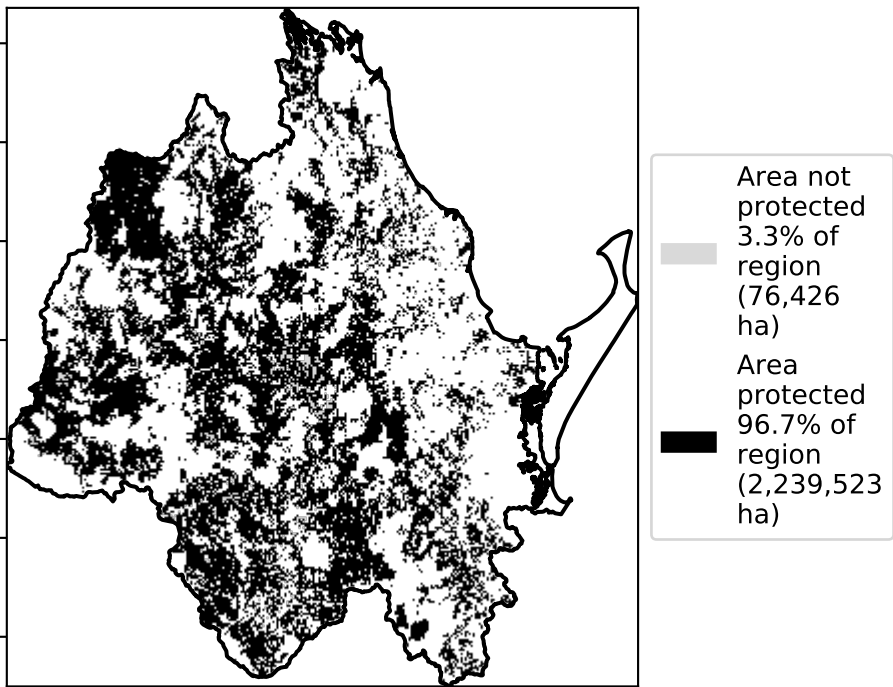 Area not
protected
3.3% of
region
(76,426
ha)
Area
protected
96.7% of
region
(2,239,523
ha)